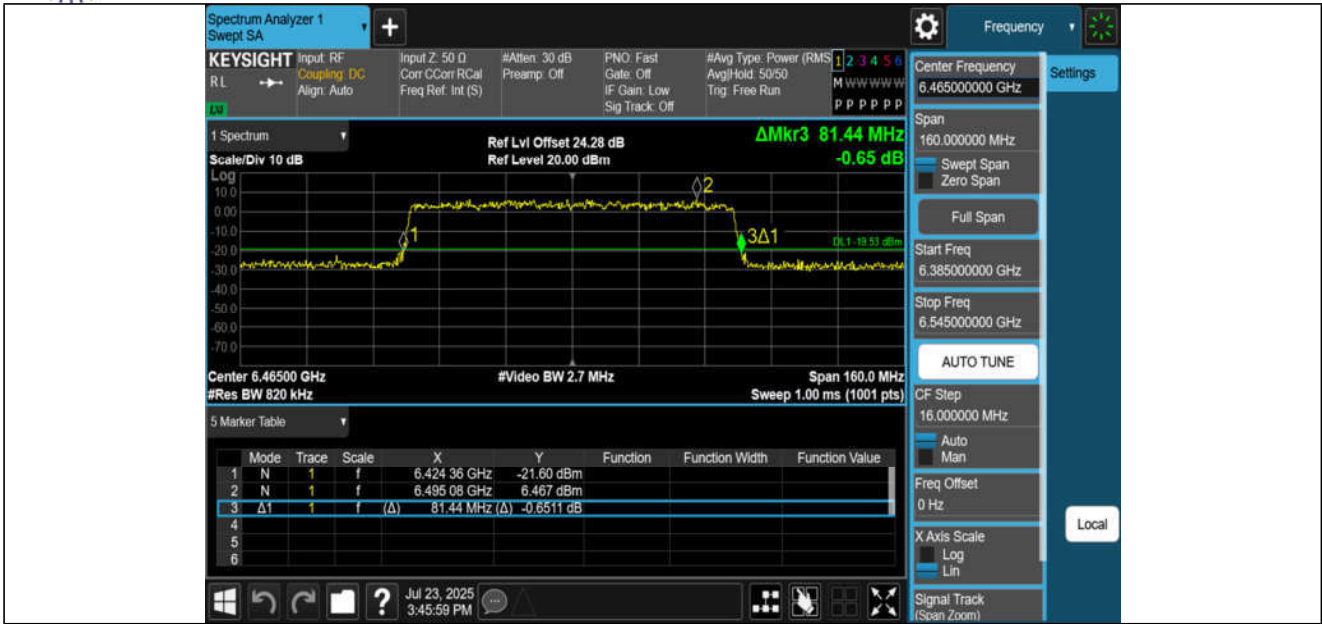 Spectrum Analyzer 1
Swept SA
+
Frequency
KEYSIGHT
RL
LXI
Input: RF
Coupling: DC
Align: Auto
Input Z: 50 Ω
Corr CCorr RCal
Freq Ref: Int (S)
#Atten: 30 dB
Preamp: Off
PNO: Fast
Gate: Off
IF Gain: Low
Sig Track: Off
#Avg Type: Power (RMS
Avg|Hold: 50/50
Trig: Free Run
1 2 3 4 5 6
M W W W W W
P P P P P P
1 Spectrum
Scale/Div 10 dB
Ref Lvl Offset 24.28 dB
Ref Level 20.00 dBm
ΔMkr3 81.44 MHz
-0.65 dB
Log
10.0
0.00
-10.0
-20.0
-30.0
-40.0
-50.0
-60.0
-70.0
1
2
3Δ1
DL1 -19.53 dBm
Center 6.46500 GHz
#Video BW 2.7 MHz
Span 160.0 MHz
#Res BW 820 kHz
Sweep 1.00 ms (1001 pts)
5 Marker Table
Mode Trace Scale X Y Function Function Width Function Value
1 N 1 f 6.424 36 GHz -21.60 dBm
2 N 1 f 6.495 08 GHz 6.467 dBm
3 Δ1 1 f (Δ) 81.44 MHz (Δ) -0.6511 dB
4
5
6
Jul 23, 2025
3:45:59 PM
Center Frequency
6.465000000 GHz
Settings
Span
160.000000 MHz
Swept Span
Zero Span
Full Span
Start Freq
6.385000000 GHz
Stop Freq
6.545000000 GHz
AUTO TUNE
CF Step
16.000000 MHz
Auto
Man
Freq Offset
0 Hz
X Axis Scale
Log
Lin
Local
Signal Track
(Span Zoom)